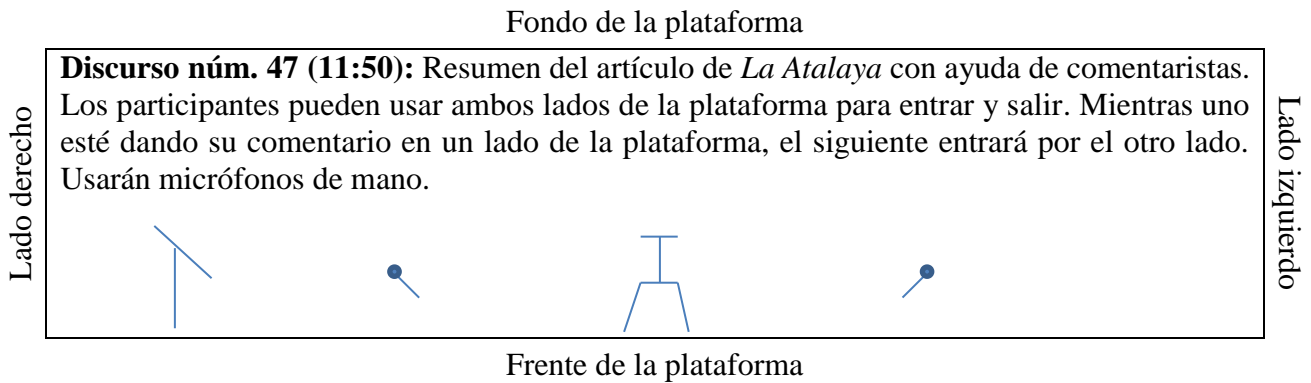 Fondo de la plataforma
Discurso núm. 47 (11:50): Resumen del artículo de La Atalaya con ayuda de comentaristas.
Los participantes pueden usar ambos lados de la plataforma para entrar y salir. Mientras uno
esté dando su comentario en un lado de la plataforma, el siguiente entrará por el otro lado.
Usarán micrófonos de mano.
Lado derecho
Lado izquierdo
Frente de la plataforma